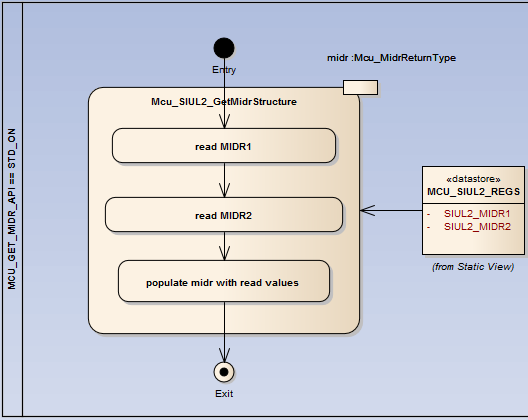 MCU_GET_MIDR_API == STD_ON
midr :Mcu_MidrReturnType
Entry
Mcu_SIUL2_GetMidrStructure
read MIDR1
read MIDR2
populate midr with read values
Exit
«datastore»
MCU_SIUL2_REGS
- SIUL2_MIDR1
- SIUL2_MIDR2
(from Static View)